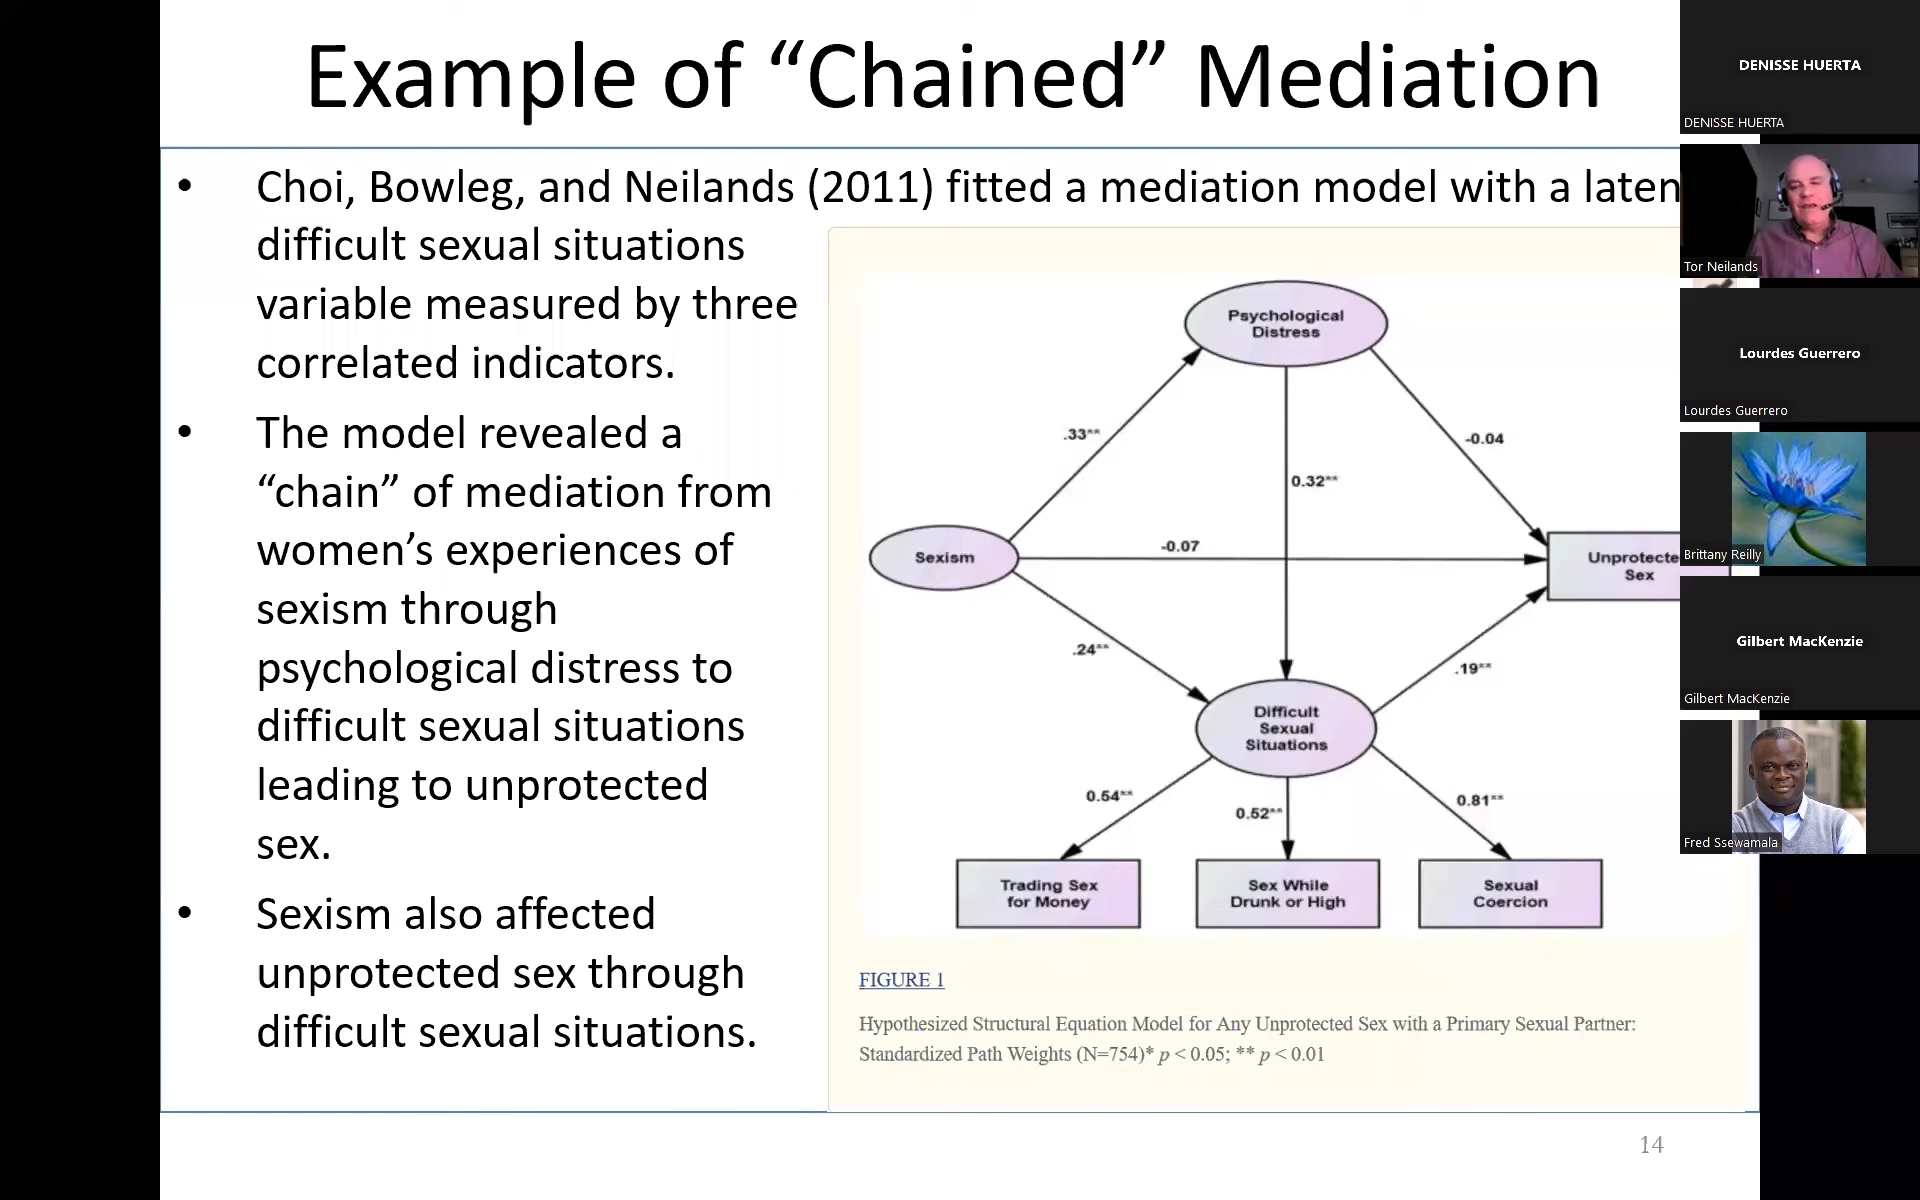 Example of “Chained” Mediation
• Choi, Bowleg, and Neilands (2011) fitted a mediation model with a laten
difficult sexual situations
variable measured by three
correlated indicators.
• The model revealed a
“chain” of mediation from
women’s experiences of
sexism through
psychological distress to
difficult sexual situations
leading to unprotected
sex.
• Sexism also affected
unprotected sex through
difficult sexual situations.
Psychological
Distress
.33**
-0.04
0.32**
Sexism
-0.07
Unprotecte
Sex
.24**
.19**
Difficult
Sexual
Situations
0.54**
0.52**
0.81**
Trading Sex
for Money
Sex While
Drunk or High
Sexual
Coercion
FIGURE 1
Hypothesized Structural Equation Model for Any Unprotected Sex with a Primary Sexual Partner:
Standardized Path Weights (N=754)* p < 0.05; ** p < 0.01
14
DENISSE HUERTA
DENISSE HUERTA
Tor Neilands
Lourdes Guerrero
Lourdes Guerrero
Brittany Reilly
Gilbert MacKenzie
Gilbert MacKenzie
Fred Ssewamala